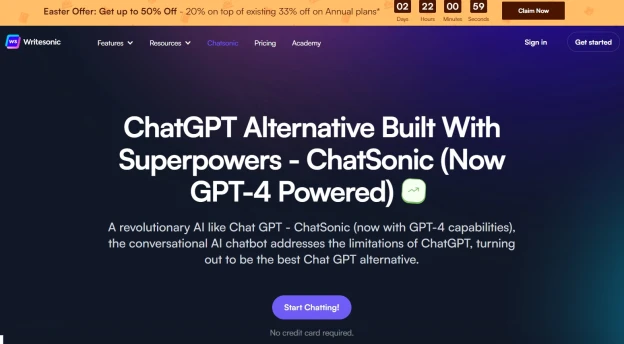 Easter Offer: Get up to 50% Off - 20% on top of existing 33% off on Annual plans*
02 22 00 59
Days Hours Minutes Seconds
Claim Now
WS Writesonic Features Resources Chatsonic Pricing Academy Sign in Get started
ChatGPT Alternative Built With
Superpowers - ChatSonic (Now
GPT-4 Powered)
A revolutionary AI like Chat GPT - ChatSonic (now with GPT-4 capabilities),
the conversational AI chatbot addresses the limitations of ChatGPT, turning
out to be the best Chat GPT alternative.
Start Chatting!
No credit card required.